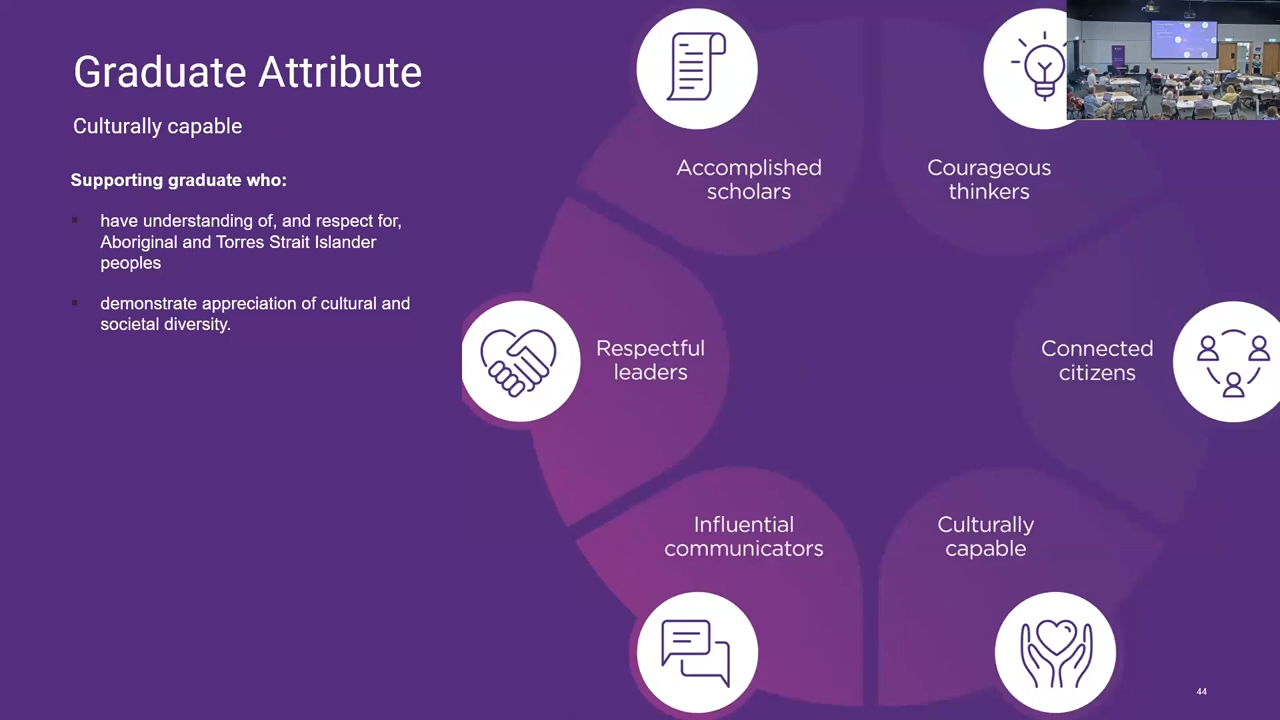 Graduate Attribute
Culturally capable
Supporting graduate who:
have understanding of, and respect for,
Aboriginal and Torres Strait Islander
peoples
demonstrate appreciation of cultural and
societal diversity.
Accomplished
scholars
Courageous
thinkers
Respectful
leaders
Connected
citizens
Influential
communicators
Culturally
capable
44